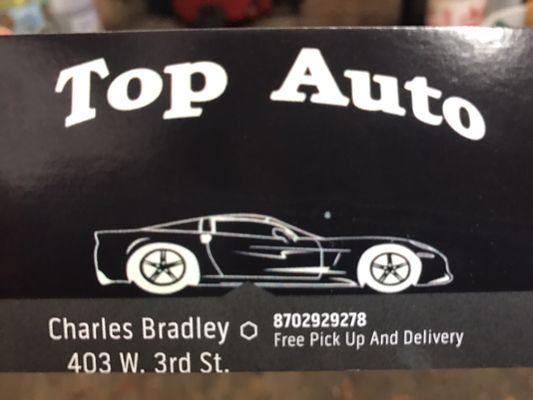 Top Auto
Charles Bradley
403 W. 3rd St.
8702929278
Free Pick Up And Delivery